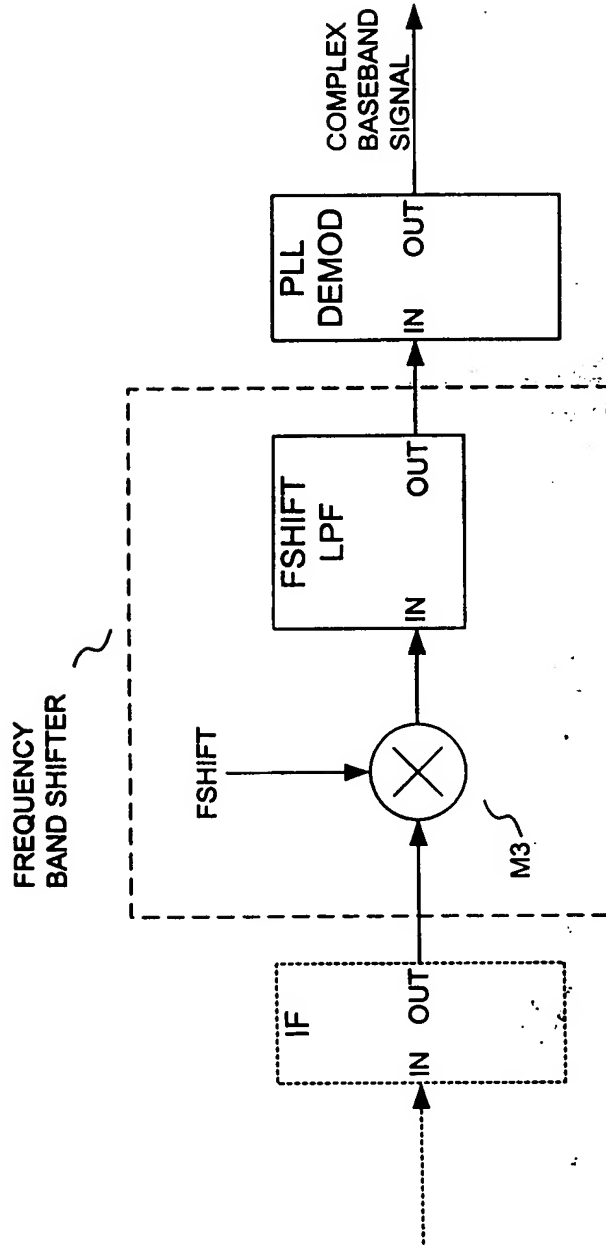 FREQUENCY
BAND SHIFTER
IF
IN OUT
FSHIFT
M3
FSHIFT
LPF
IN OUT
PLL
DEMOD
IN OUT
COMPLEX
BASEBAND
SIGNAL